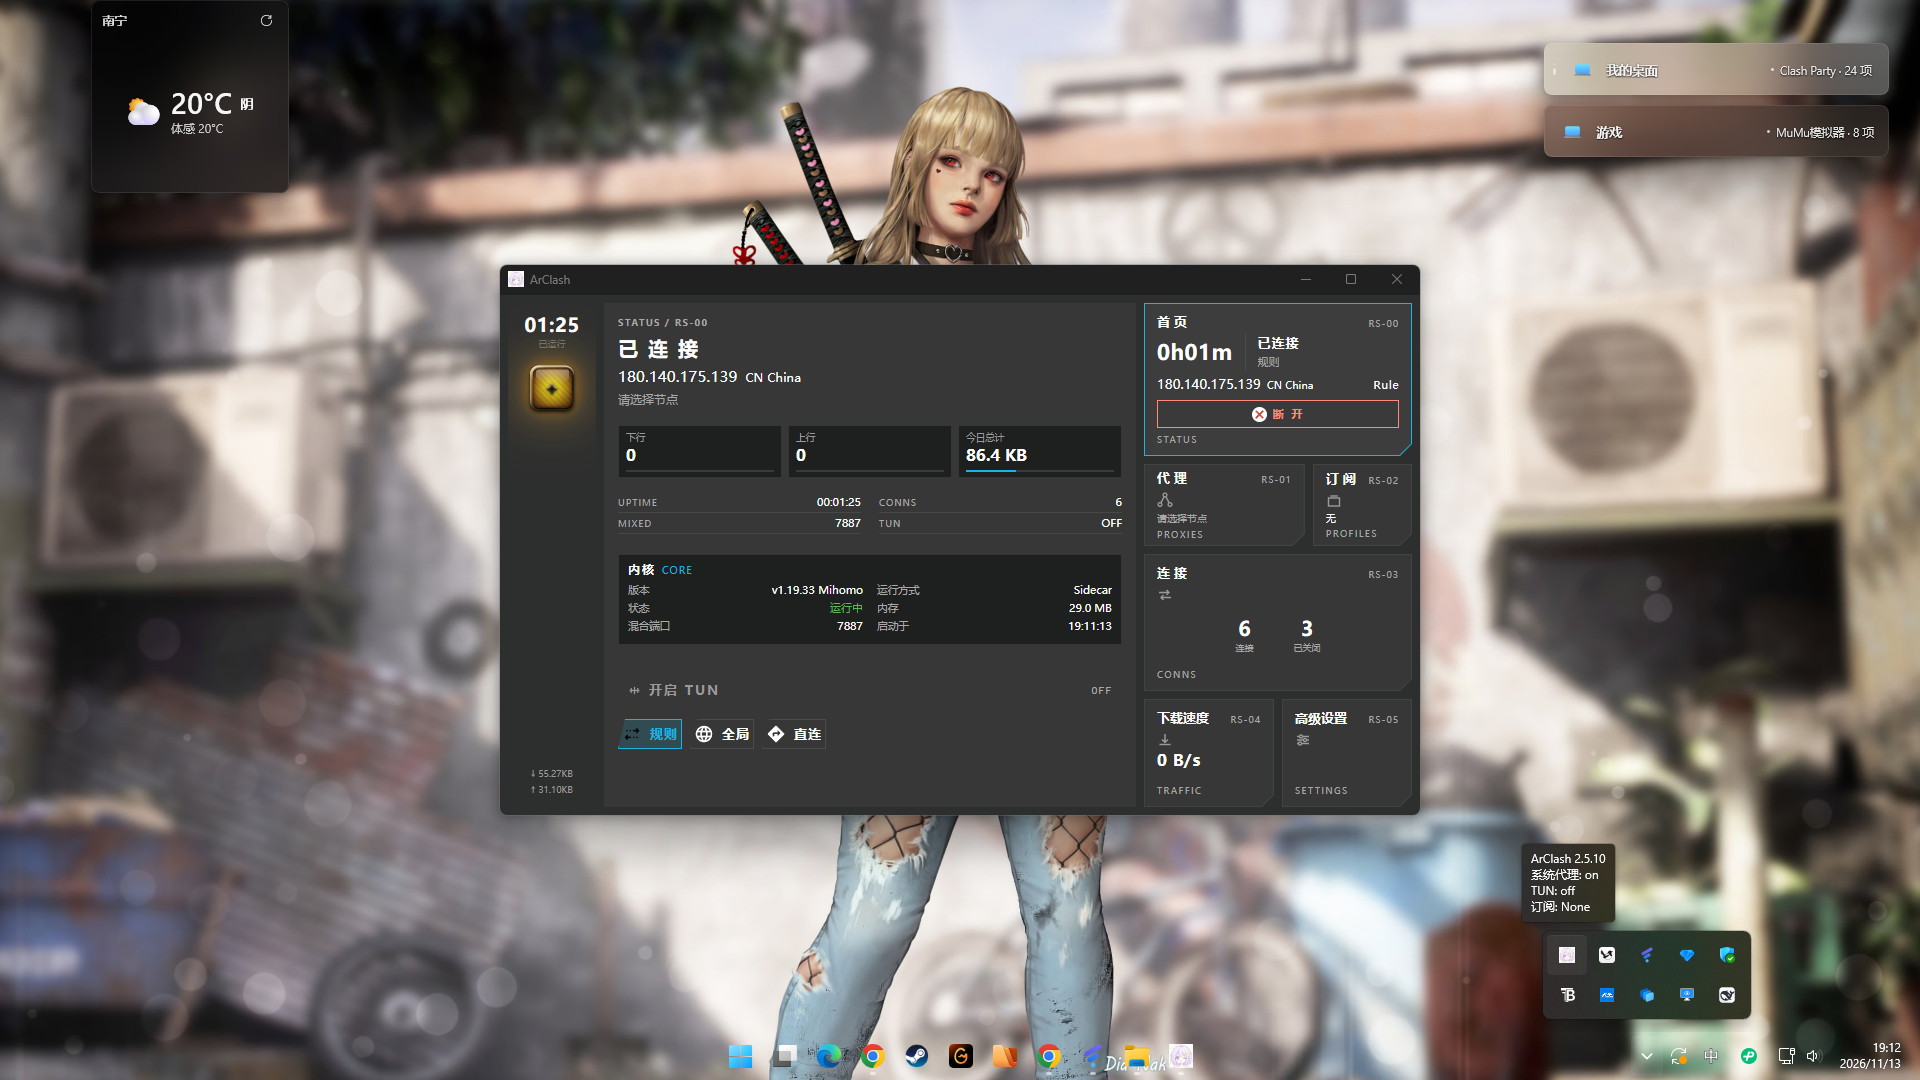 南宁
20°C 阴
体感 20°C
我的桌面
• Clash Party · 24 项
游戏
• MuMu模拟器 · 8 项
ArClash
01:25
已运行
↓ 55.27KB
↑ 31.10KB
STATUS / RS-00
已连接
180.140.175.139 CN China
请选择节点
下行
0
上行
0
今日总计
86.4 KB
UPTIME 00:01:25
CONNS 6
MIXED 7887
TUN OFF
内核 CORE
版本 v1.19.33 Mihomo
运行方式 Sidecar
状态 运行中
内存 29.0 MB
混合端口 7887
启动于 19:11:13
开启 TUN OFF
规则
全局
直连
首页 RS-00
0h01m
已连接
规则
180.140.175.139 CN China Rule
断开
STATUS
代理 RS-01
请选择节点
PROXIES
订阅 RS-02
无
PROFILES
连接 RS-03
6
连接
3
已关闭
CONNS
下载速度 RS-04
0 B/s
TRAFFIC
高级设置 RS-05
SETTINGS
ArClash 2.5.10
系统代理: on
TUN: off
订阅: None
中
19:12
2026/11/13